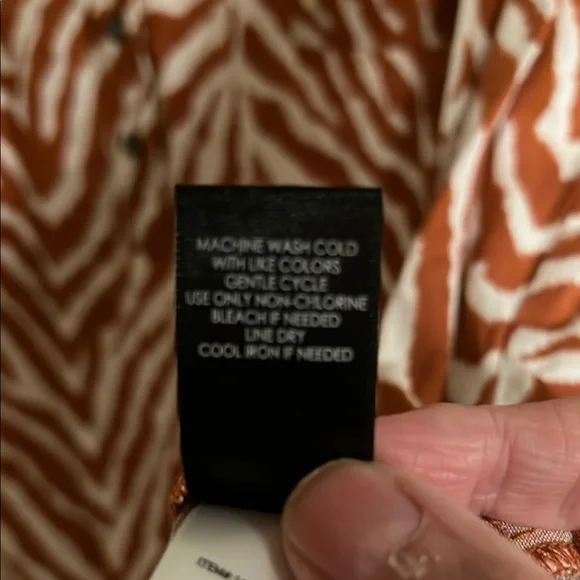 MACHINE WASH COLD
WITH LIKE COLORS
GENTLE CYCLE
USE ONLY NON-CHLORINE
BLEACH IF NEEDED
LINE DRY
COOL IRON IF NEEDED